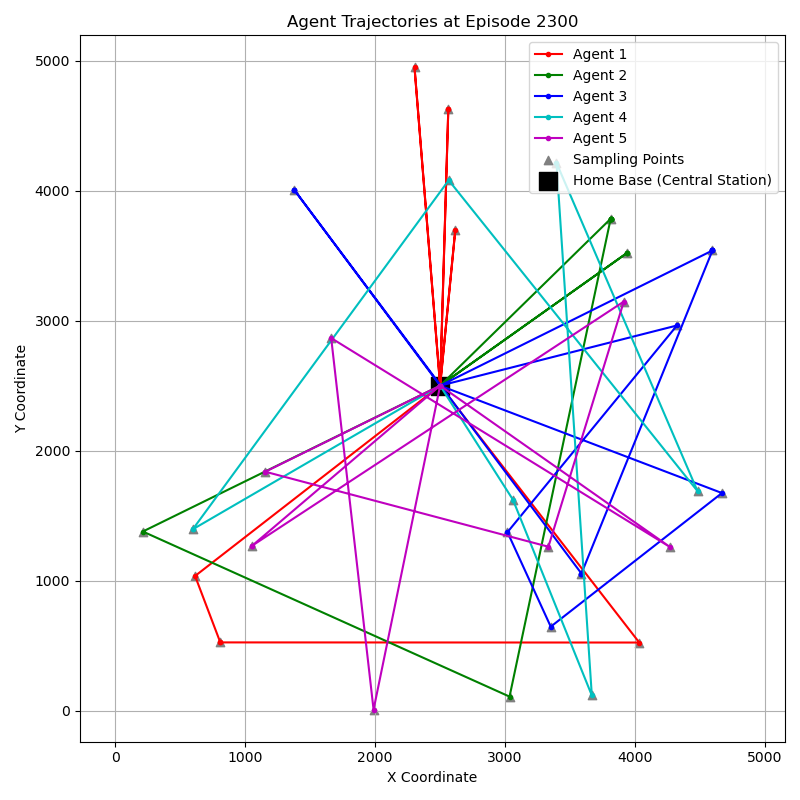 Agent Trajectories at Episode 2300
Agent 1
Agent 2
Agent 3
Agent 4
Agent 5
Sampling Points
Home Base (Central Station)
Y Coordinate
5000
4000
3000
2000
1000
0
0 1000 2000 3000 4000 5000
X Coordinate